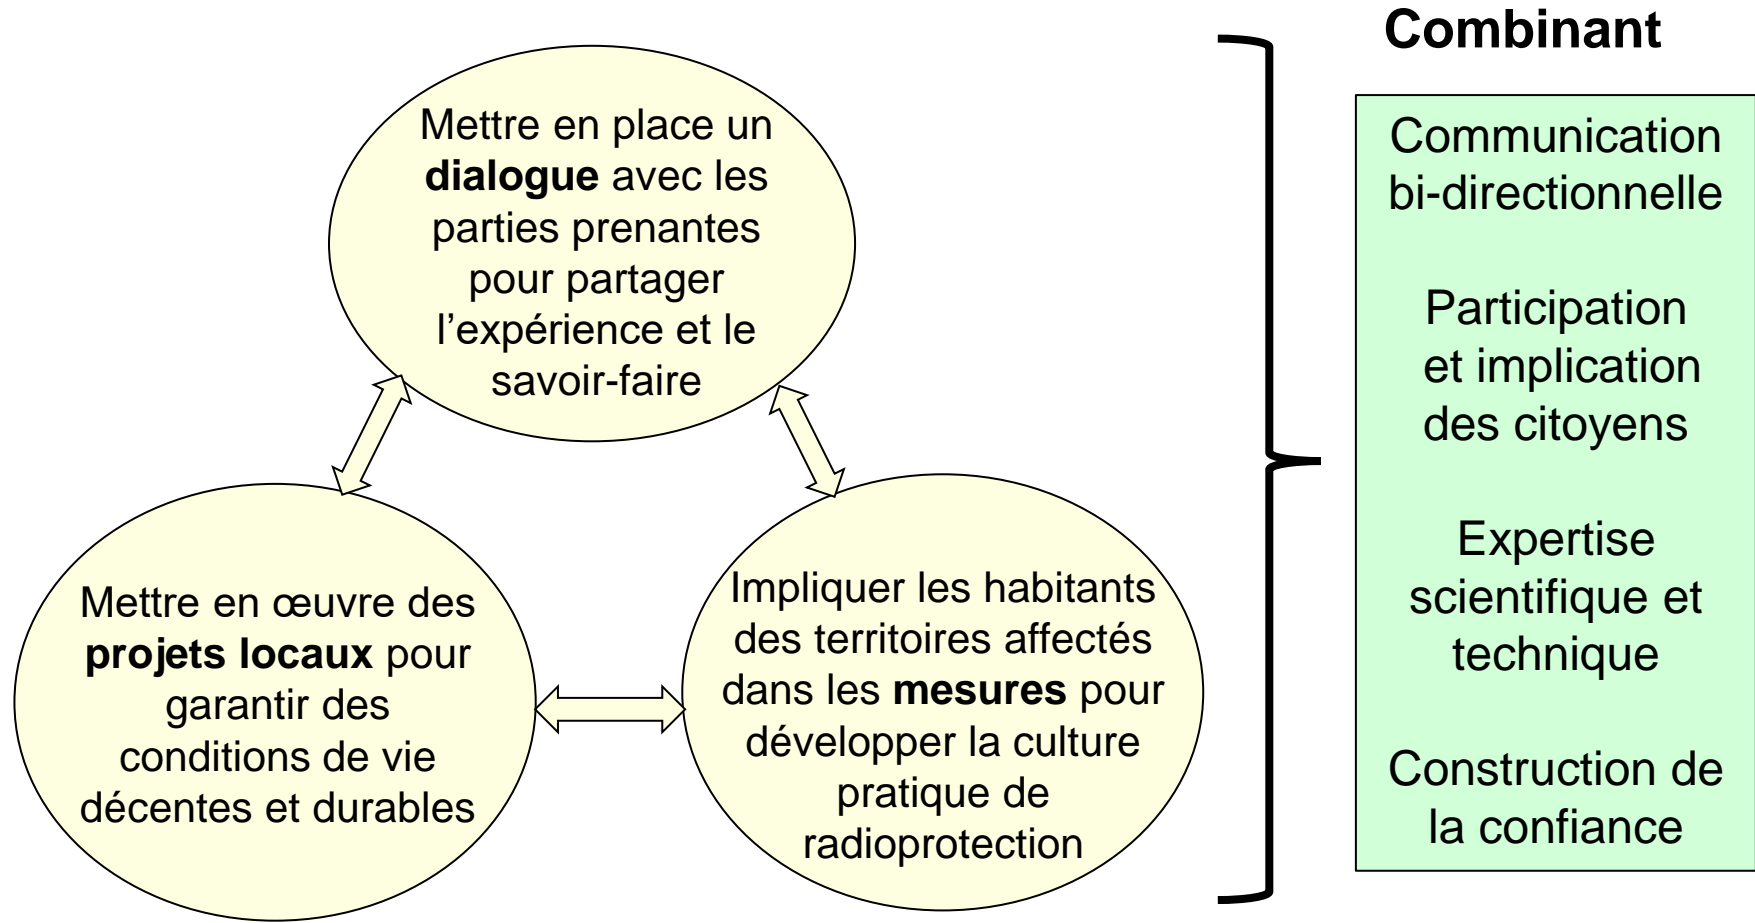 Mettre en place un
dialogue avec les
parties prenantes
pour partager
l’expérience et le
savoir-faire
Mettre en œuvre des
projets locaux pour
garantir des
conditions de vie
décentes et durables
Impliquer les habitants
des territoires affectés
dans les mesures pour
développer la culture
pratique de
radioprotection
Combinant
Communication
bi-directionnelle
Participation
et implication
des citoyens
Expertise
scientifique et
technique
Construction de
la confiance